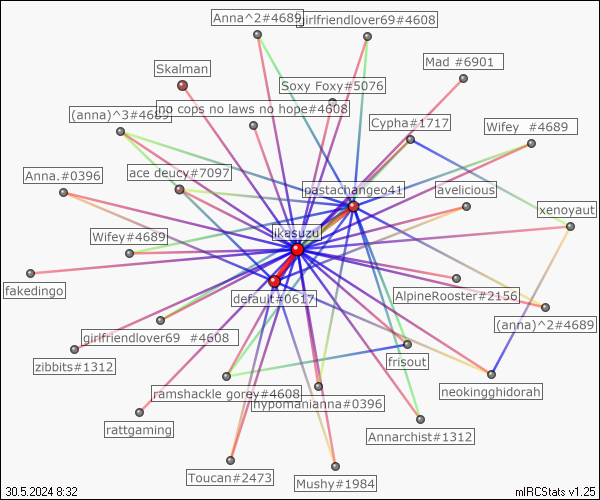 Anna^2#4689
girlfriendlover69#4608
Mad #6901
Skalman
Soxy Foxy#5076
no cops no laws no hope#4608
(anna)^3#4689
Cypha#1717
Wifey #4689
Anna.#0396
ace deucy#7097
pastachange041
avelicious
xenoyaut
Wifey#4689
ikasuzu
fakedingo
default#0617
AlpineRooster#2156
(anna)^2#4689
girlfriendlover69 #4608
zibbits#1312
frisout
ramshackle gorey#4608
hypomanianna#0396
neokingghidorah
rattgaming
Annarchist#1312
Toucan#2473
Mushy#1984
30.5.2024 8:32
mIRCStats v1.25